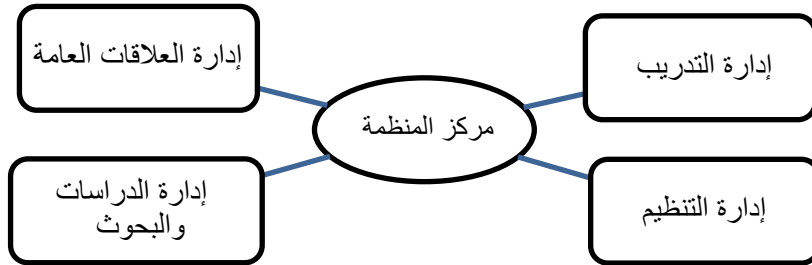 إدارة التدريب
إدارة العلاقات العامة
مركز المنظمة
إدارة التنظيم
إدارة الدراسات
والبحوث